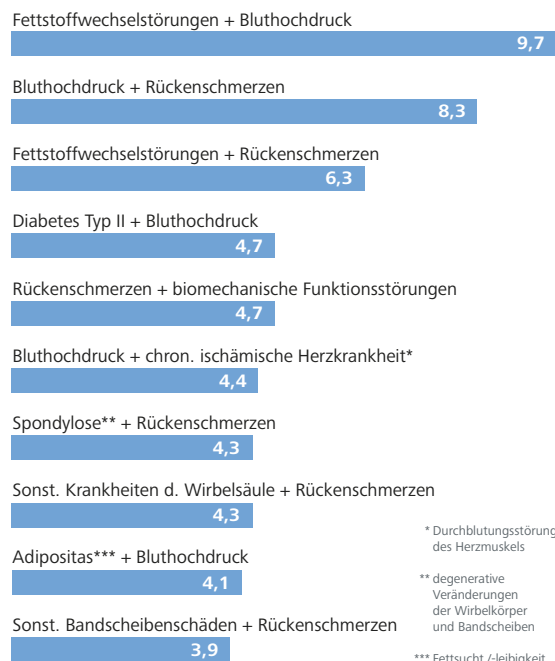 Fettstoffwechselstörungen + Bluthochdruck
9,7
Bluthochdruck + Rückenschmerzen
8,3
Fettstoffwechselstörungen + Rückenschmerzen
6,3
Diabetes Typ II + Bluthochdruck
4,7
Rückenschmerzen + biomechanische Funktionsstörungen
4,7
Bluthochdruck + chron. ischämische Herzkrankheit*
4,4
Spondylose** + Rückenschmerzen
4,3
Sonst. Krankheiten d. Wirbelsäule + Rückenschmerzen
4,3
Adipositas*** + Bluthochdruck
4,1
Sonst. Bandscheibenschäden + Rückenschmerzen
3,9
* Durchblutungsstörung
des Herzmuskels
** degenerative
Veränderungen
der Wirbelkörper
und Bandscheiben
*** Fettsucht /-leibigkeit